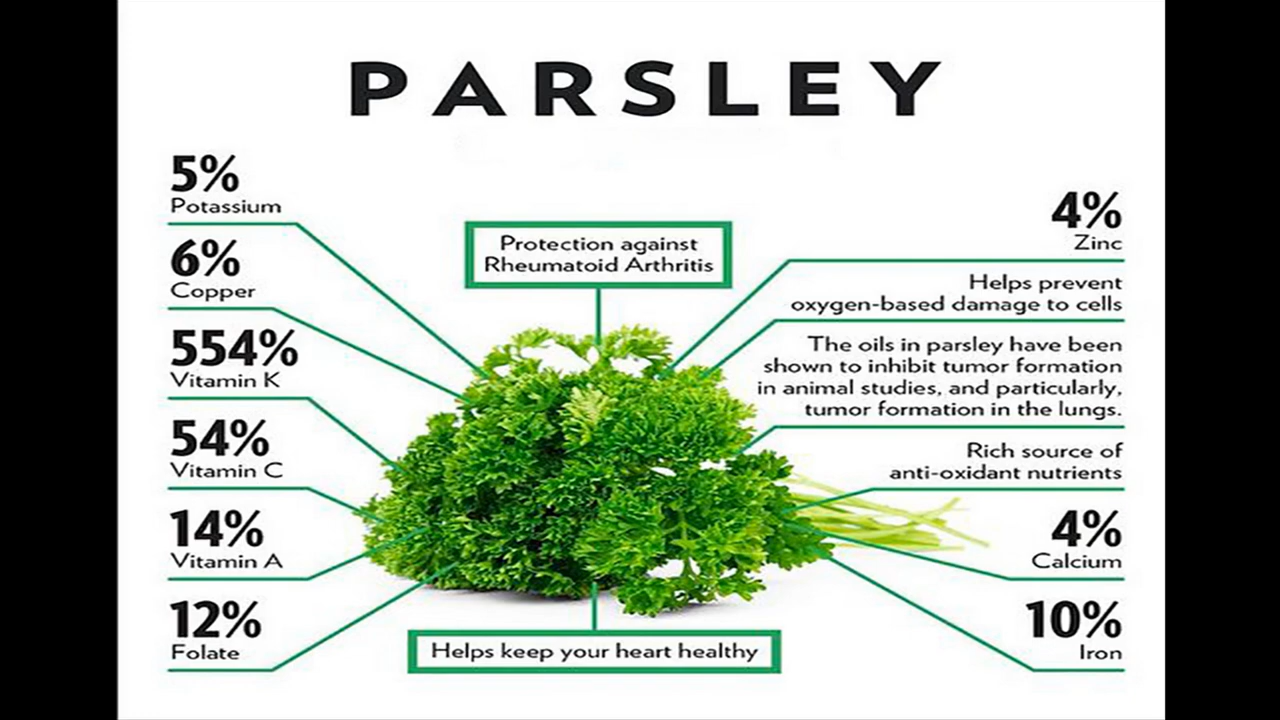 PARSLEY
5%
Potassium
6%
Copper
554%
Vitamin K
54%
Vitamin C
14%
Vitamin A
12%
Folate
Protection against
Rheumatoid Arthritis
Helps keep your heart healthy
4%
Zinc
Helps prevent
oxygen-based damage to cells
The oils in parsley have been
shown to inhibit tumor formation
in animal studies, and particularly,
tumor formation in the lungs.
Rich source of
anti-oxidant nutrients
4%
Calcium
10%
Iron